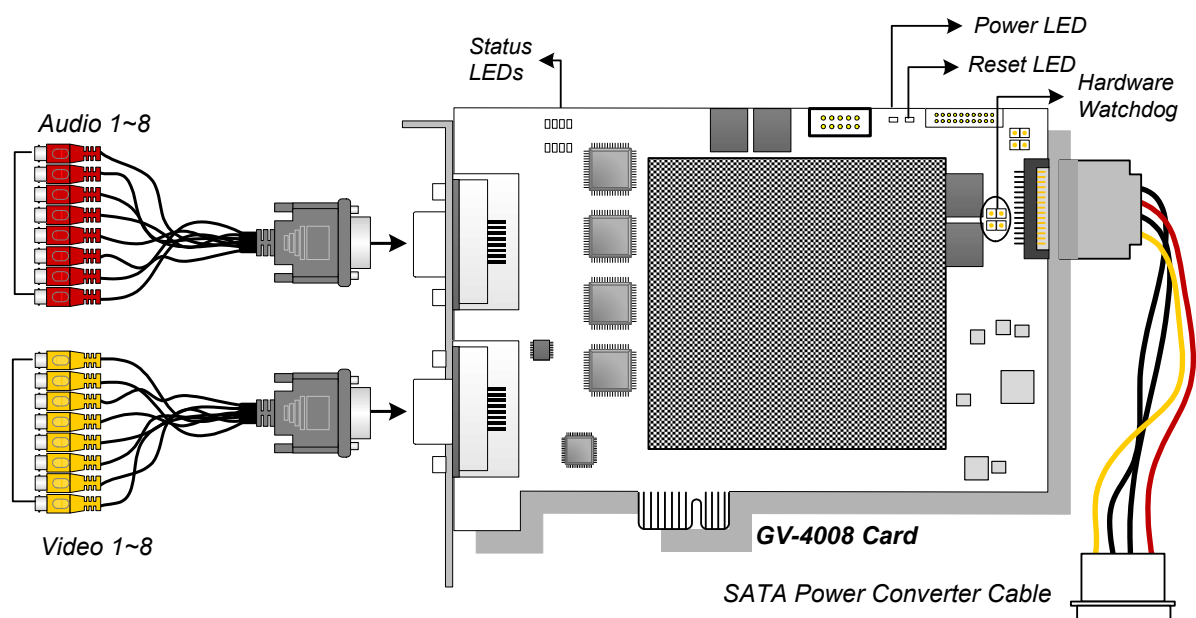 Power LED
Status
LEDs
Reset LED
Hardware
Watchdog
Audio 1~8
Video 1~8
GV-4008 Card
SATA Power Converter Cable